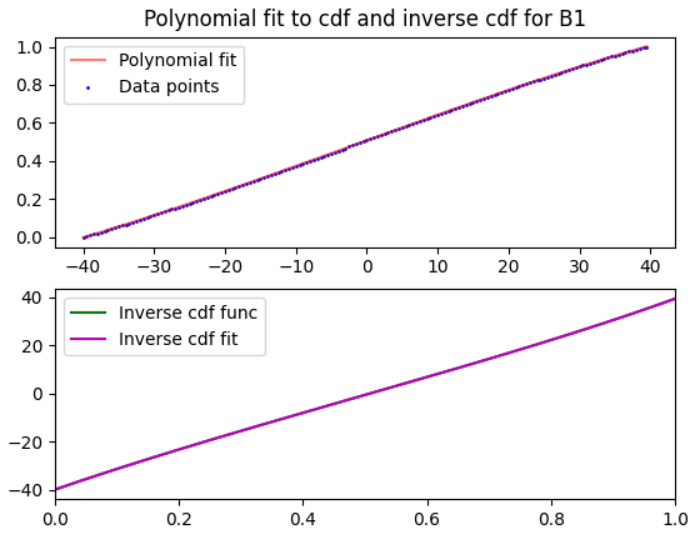 Polynomial fit to cdf and inverse cdf for B1
1.0
0.8
0.6
0.4
0.2
0.0
Polynomial fit
Data points
−40 −30 −20 −10 0 10 20 30 40
40
20
0
−20
−40
Inverse cdf func
Inverse cdf fit
0.0 0.2 0.4 0.6 0.8 1.0